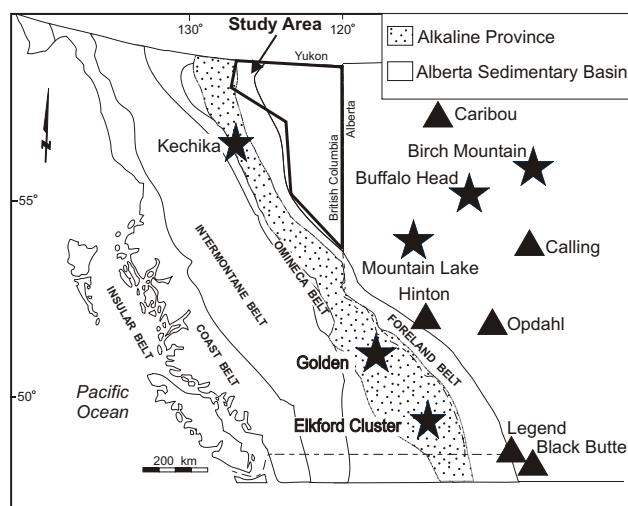 130°
Study Area
120°
Yukon
Alkaline Province
Alberta Sedimentary Basin
N
Kechika
British Columbia
Alberta
Caribou
Birch Mountain
Buffalo Head
55°
Mountain Lake
Calling
INTERMONTANE BELT
OMINECA BELT
INSULAR BELT
COAST BELT
Hinton
FORELAND BELT
Opdahl
Golden
50°
Pacific
Ocean
Elkford Cluster
Legend
Black Butte
200 km